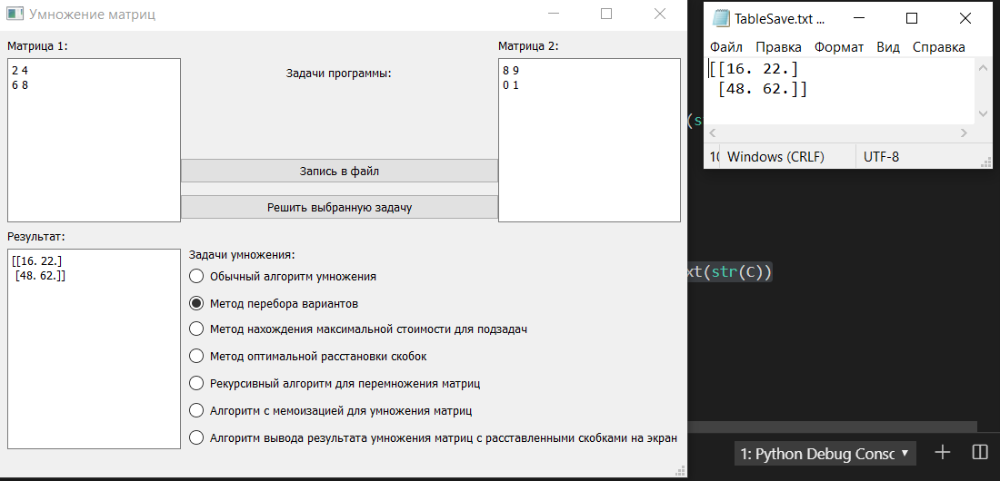 Умножение матриц
Матрица 1:
2 4
6 8
Задачи программы:
Матрица 2:
8 9
0 1
Запись в файл
Решить выбранную задачу
Результат:
[[16. 22.]
[48. 62.]]
Задачи умножения:
Обычный алгоритм умножения
Метод перебора вариантов
Метод нахождения максимальной стоимости для подзадач
Метод оптимальной расстановки скобок
Рекурсивный алгоритм для перемножения матриц
Алгоритм с мемоизацией для умножения матриц
Алгоритм вывода результата умножения матриц с расставленными скобками на экран
TableSave.txt ...
Файл Правка Формат Вид Справка
[[16. 22.]
[48. 62.]]
Windows (CRLF) UTF-8
(s
xt(str(C))
1: Python Debug Consc